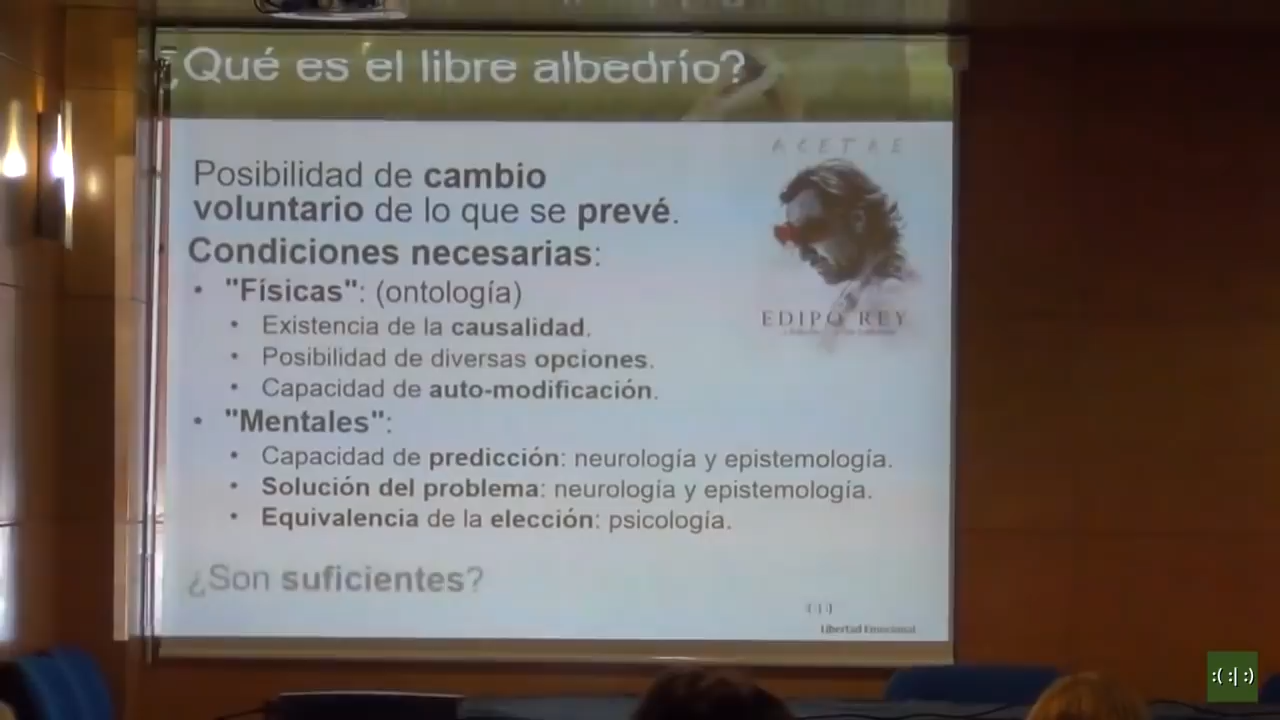 ¿Qué es el libre albedrío?
ACETAE
Posibilidad de cambio
voluntario de lo que se prevé.
Condiciones necesarias:
• "Físicas": (ontología)
EDIPO REY
• Existencia de la causalidad.
• Posibilidad de diversas opciones.
• Capacidad de auto-modificación.
• "Mentales":
• Capacidad de predicción: neurología y epistemología.
• Solución del problema: neurología y epistemología.
• Equivalencia de la elección: psicología.
¿Son suficientes?
Libertad Emocional
:( :| :)